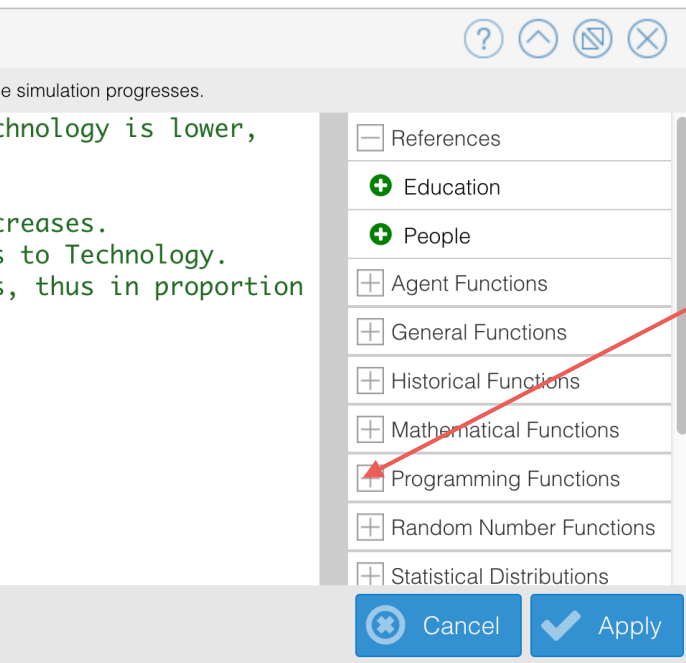 ?
e simulation progresses.
chnology is lower,
creases.
s to Technology.
s, thus in proportion
References
Education
People
Agent Functions
General Functions
Historical Functions
Mathematical Functions
Programming Functions
Random Number Functions
Statistical Distributions
Cancel
Apply